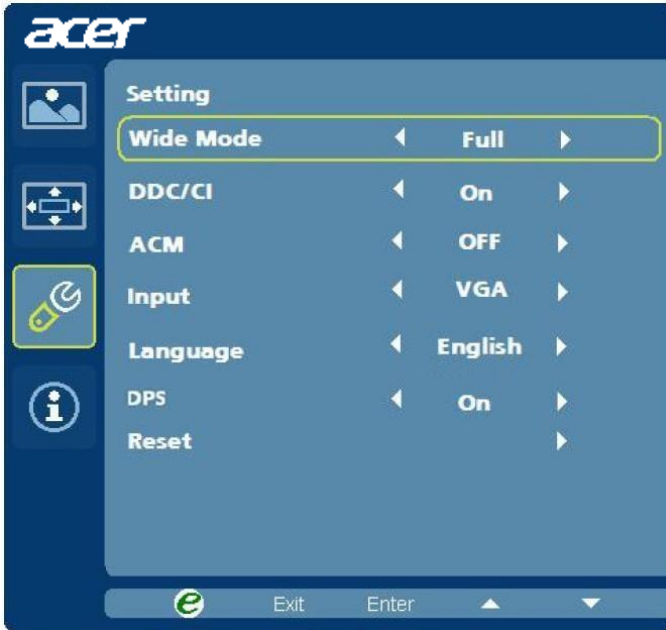 acer
Setting
Wide Mode Full
DDC/CI On
ACM OFF
Input VGA
Language English
DPS On
Reset
e Exit Enter